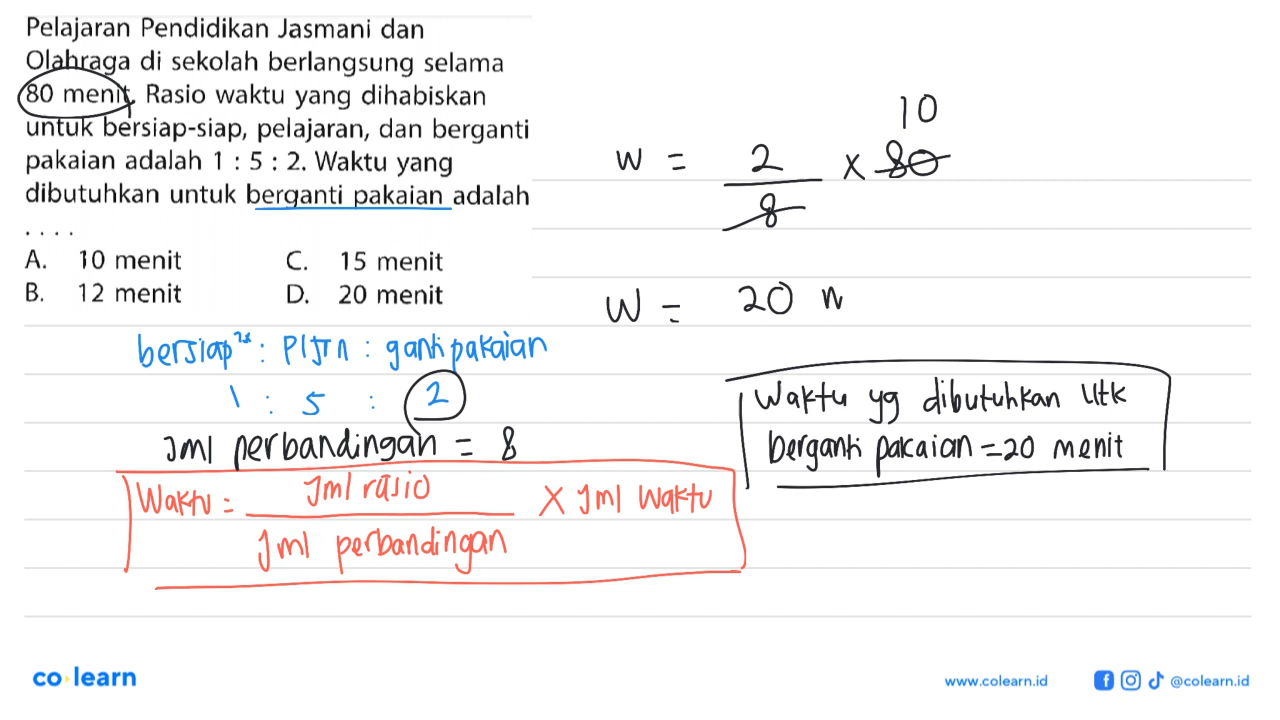 Pelajaran Pendidikan Jasmani dan
Olahraga di sekolah berlangsung selama
80 menit. Rasio waktu yang dihabiskan
untuk bersiap-siap, pelajaran, dan berganti
pakaian adalah 1 : 5 : 2. Waktu yang
dibutuhkan untuk berganti pakaian adalah
. . . .
A. 10 menit C. 15 menit
B. 12 menit D. 20 menit
bersiap²x : Pljrn : ganti pakaian
1 : 5 : 2
Jml perbandingan = 8
Waktu = Jml rasio
Jml perbandingan
X Jml Waktu
10
W = 2 x 80
8
W = 20 m
Waktu yg dibutuhkan Utk
berganti pakaian = 20 menit
co learn
www.colearn.id
@colearn.id